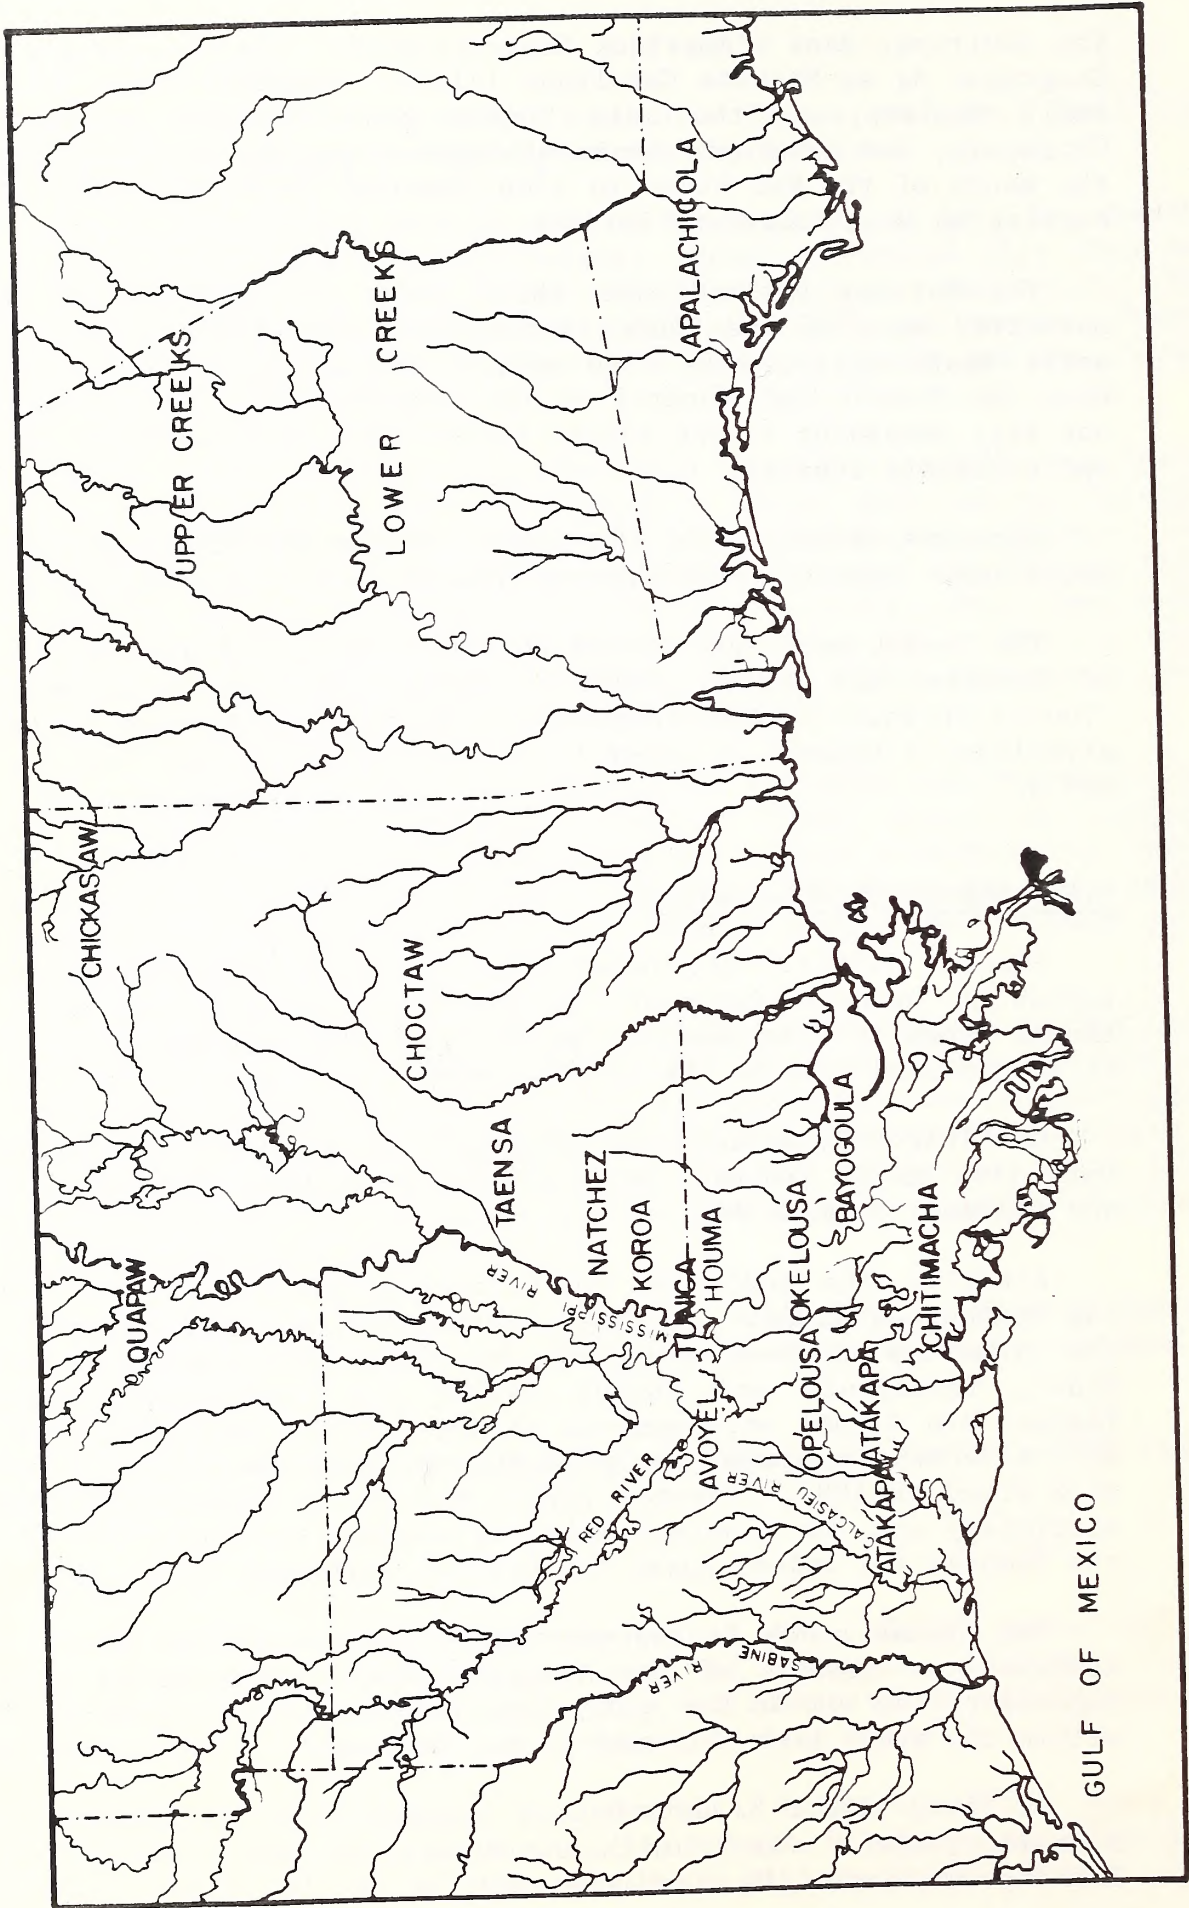 CHICKASAW
UPPER CREEKS
QUAPAW
LOWER CREEKS
CHOCTAW
TAENSA
MISSISSIPPI RIVER
NATCHEZ
KOROA
RED RIVER
TUNICA
AVOYEL
HOUMA
APALACHICOLA
SABINE RIVER
CALCASIEU RIVER
OPELOUSA
OKELOUSA
BAYOGOULA
ATAKAPA
ATAKAPA
CHITIMACHA
GULF OF MEXICO